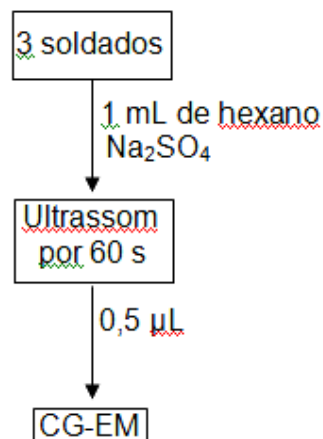 3 soldados
1 mL de hexano
Na₂SO₄
Ultrassom
por 60 s
0,5 µL
CG-EM